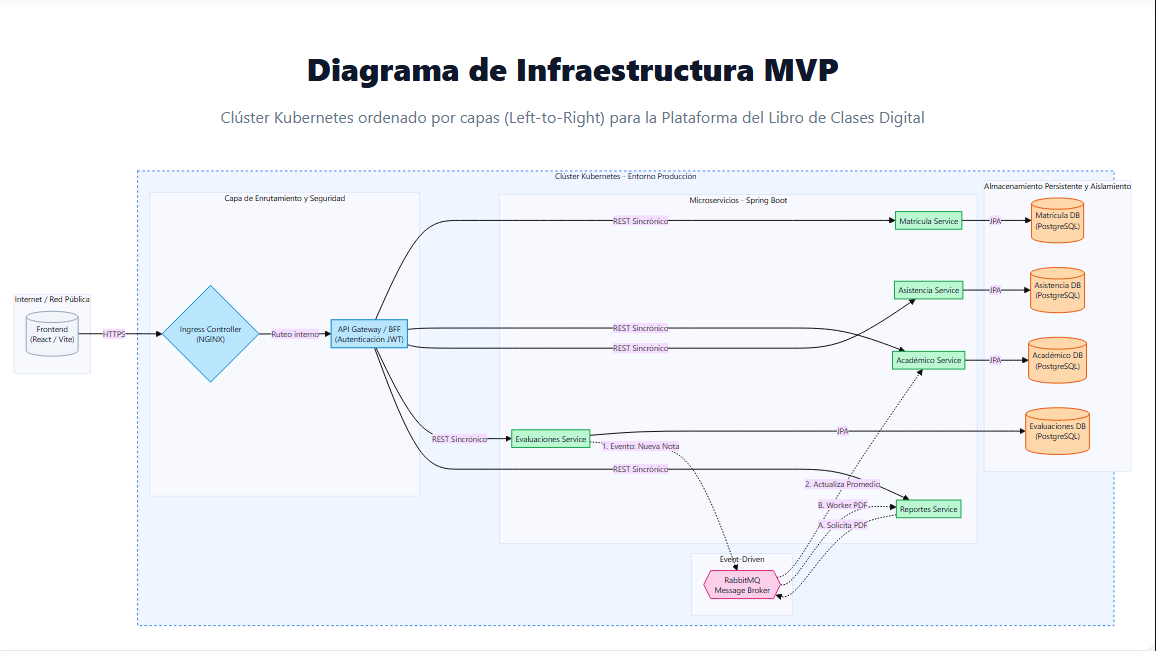 Diagrama de Infraestructura MVP
Clúster Kubernetes ordenado por capas (Left-to-Right) para la Plataforma del Libro de Clases Digital
Clúster Kubernetes - Entorno Producción
Capa de Enrutamiento y Seguridad
Microservicios - Spring Boot
Almacenamiento Persistente y Aislamiento
Internet / Red Pública
Frontend
(React / Vite)
HTTPS
Ingress Controller
(NGINX)
Ruteo interno
API Gateway / BFF
(Autenticación JWT)
REST Sincrónico
Matrícula Service
JPA
Matrícula DB
(PostgreSQL)
Asistencia Service
JPA
Asistencia DB
(PostgreSQL)
REST Sincrónico
REST Sincrónico
Académico Service
JPA
Académico DB
(PostgreSQL)
REST Sincrónico
Evaluaciones Service
JPA
Evaluaciones DB
(PostgreSQL)
1. Evento: Nueva Nota
REST Sincrónico
2. Actualiza Promedio
B. Worker PDF
A. Solicita PDF
Reportes Service
Event-Driven
RabbitMQ
Message Broker